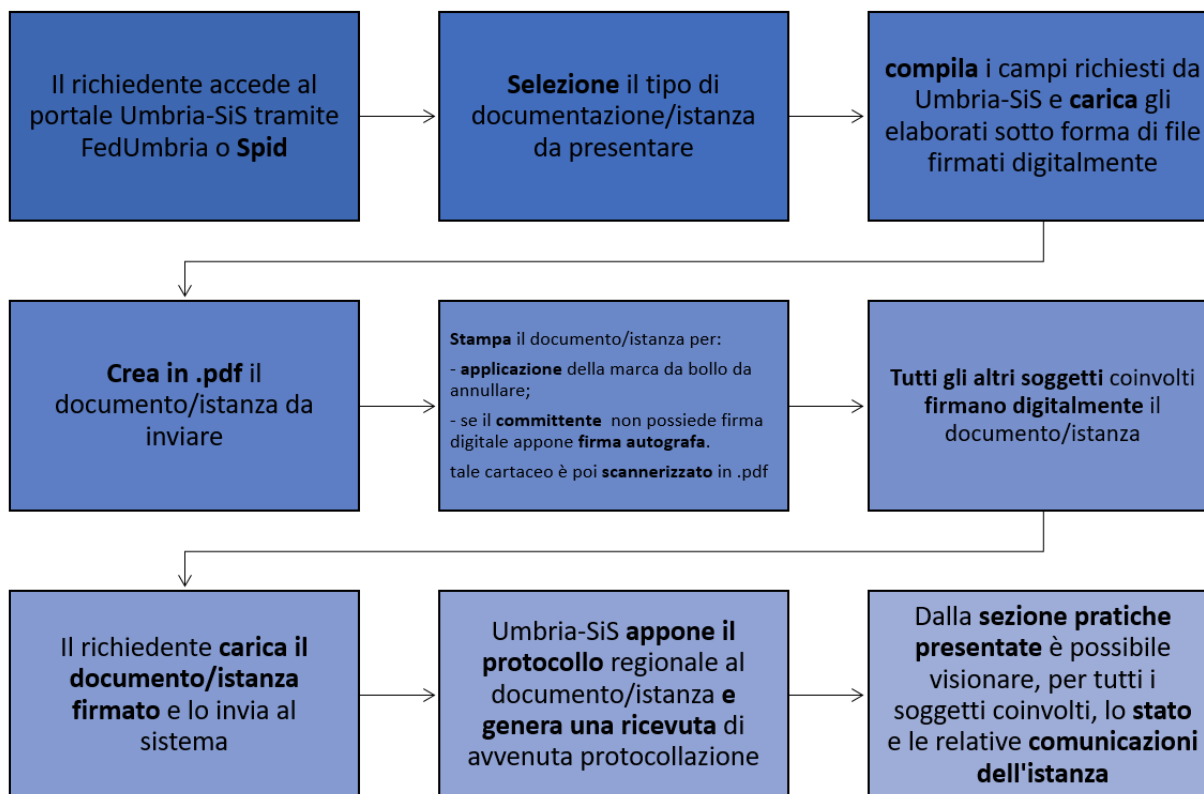 Il richiedente accede al
portale Umbria-SiS tramite
FedUmbria o Spid
Selezione il tipo di
documentazione/istanza
da presentare
compila i campi richiesti da
Umbria-SiS e carica gli
elaborati sotto forma di file
firmati digitalmente
Crea in .pdf il
documento/istanza da
inviare
Stampa il documento/istanza per:
- applicazione della marca da bollo da
annullare;
- se il committente non possiede firma
digitale appone firma autografa.
tale cartaceo è poi scannerizzato in .pdf
Tutti gli altri soggetti coinvolti
firmano digitalmente il
documento/istanza
Il richiedente carica il
documento/istanza
firmato e lo invia al
sistema
Umbria-SiS appone il
protocollo regionale al
documento/istanza e
genera una ricevuta di
avvenuta protocollazione
Dalla sezione pratiche
presentate è possibile
visionare, per tutti i
soggetti coinvolti, lo stato
e le relative comunicazioni
dell'istanza